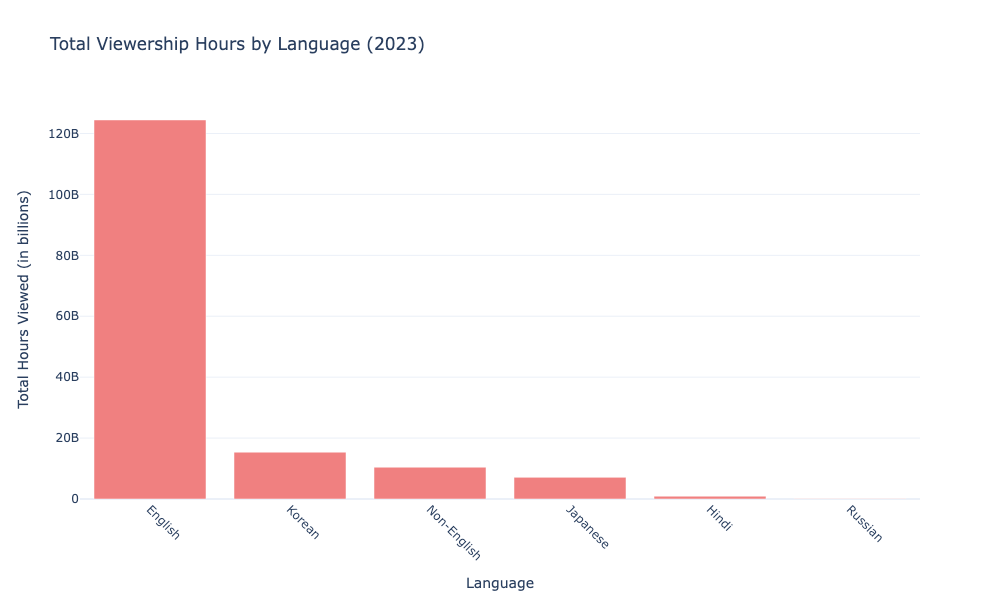 Total Viewership Hours by Language (2023)
Total Hours Viewed (in billions)
120B
100B
80B
60B
40B
20B
0
English
Korean
Non-English
Japanese
Hindi
Russian
Language